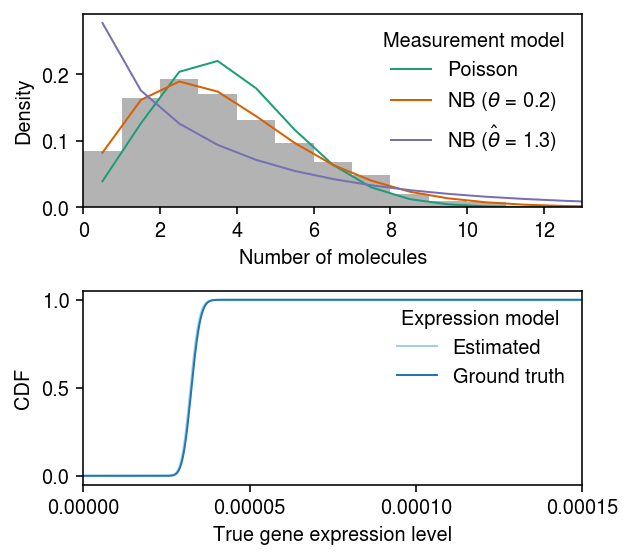 Measurement model
Poisson
NB (θ = 0.2)
NB (θ̂ = 1.3)
Density
0.2
0.1
0.0
0 2 4 6 8 10 12
Number of molecules
Expression model
Estimated
Ground truth
CDF
1.0
0.5
0.0
0.00000 0.00005 0.00010 0.00015
True gene expression level